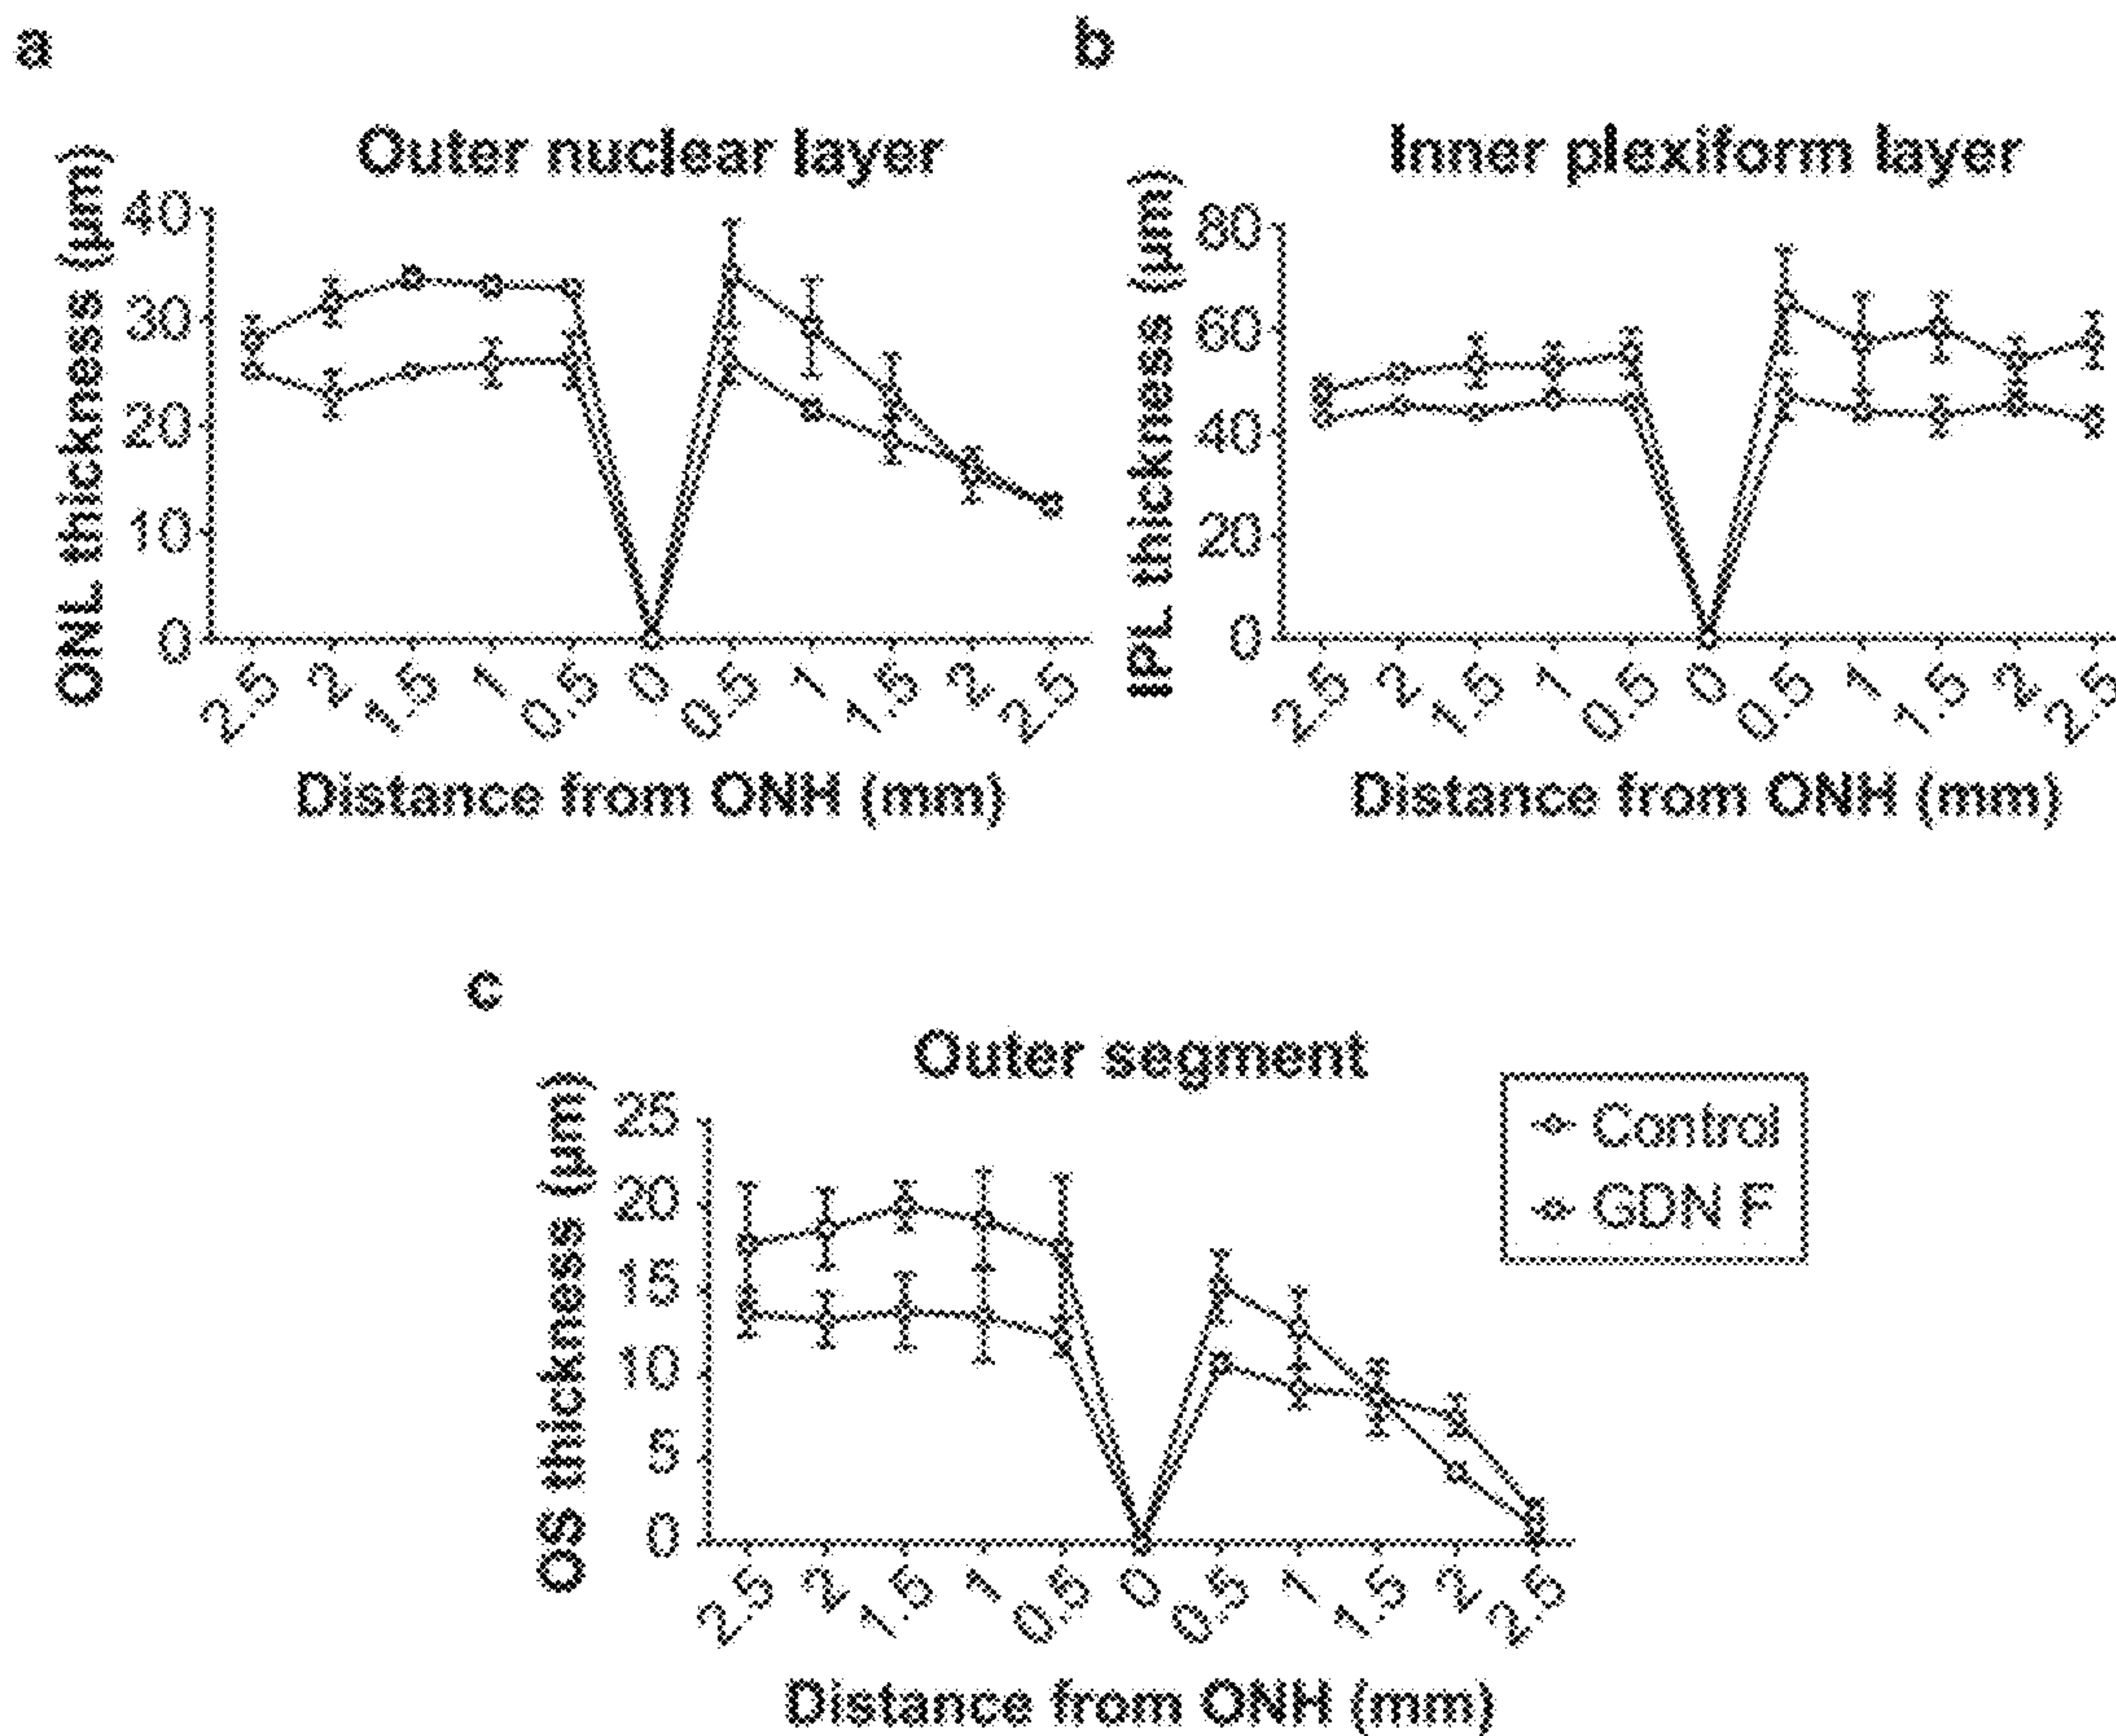 a
Outer nuclear layer
ONL thickness (µm)
40
30
20
10
0
2.5 2 1.5 1 0.5 0 0.5 1 1.5 2 2.5
Distance from ONH (mm)
b
Inner plexiform layer
IPL thickness (µm)
80
60
40
20
0
2.5 2 1.5 1 0.5 0 0.5 1 1.5 2 2.5
Distance from ONH (mm)
c
Outer segment
OS thickness (µm)
25
20
15
10
5
0
2.5 2 1.5 1 0.5 0 0.5 1 1.5 2 2.5
Distance from ONH (mm)
Control
GDN F